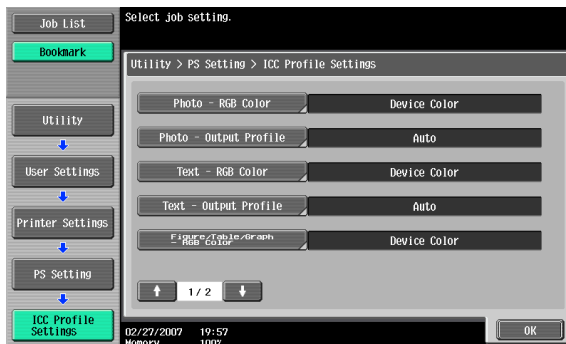 Job List
Bookmark
Utility
User Settings
Printer Settings
PS Setting
ICC Profile
Settings
Select job setting.
Utility > PS Setting > ICC Profile Settings
Photo - RGB Color
Device Color
Photo - Output Profile
Auto
Text - RGB Color
Device Color
Text - Output Profile
Auto
Figure/Table/Graph
- RGB Color
Device Color
1/ 2
02/27/2007 19:57
Memory 100%
OK